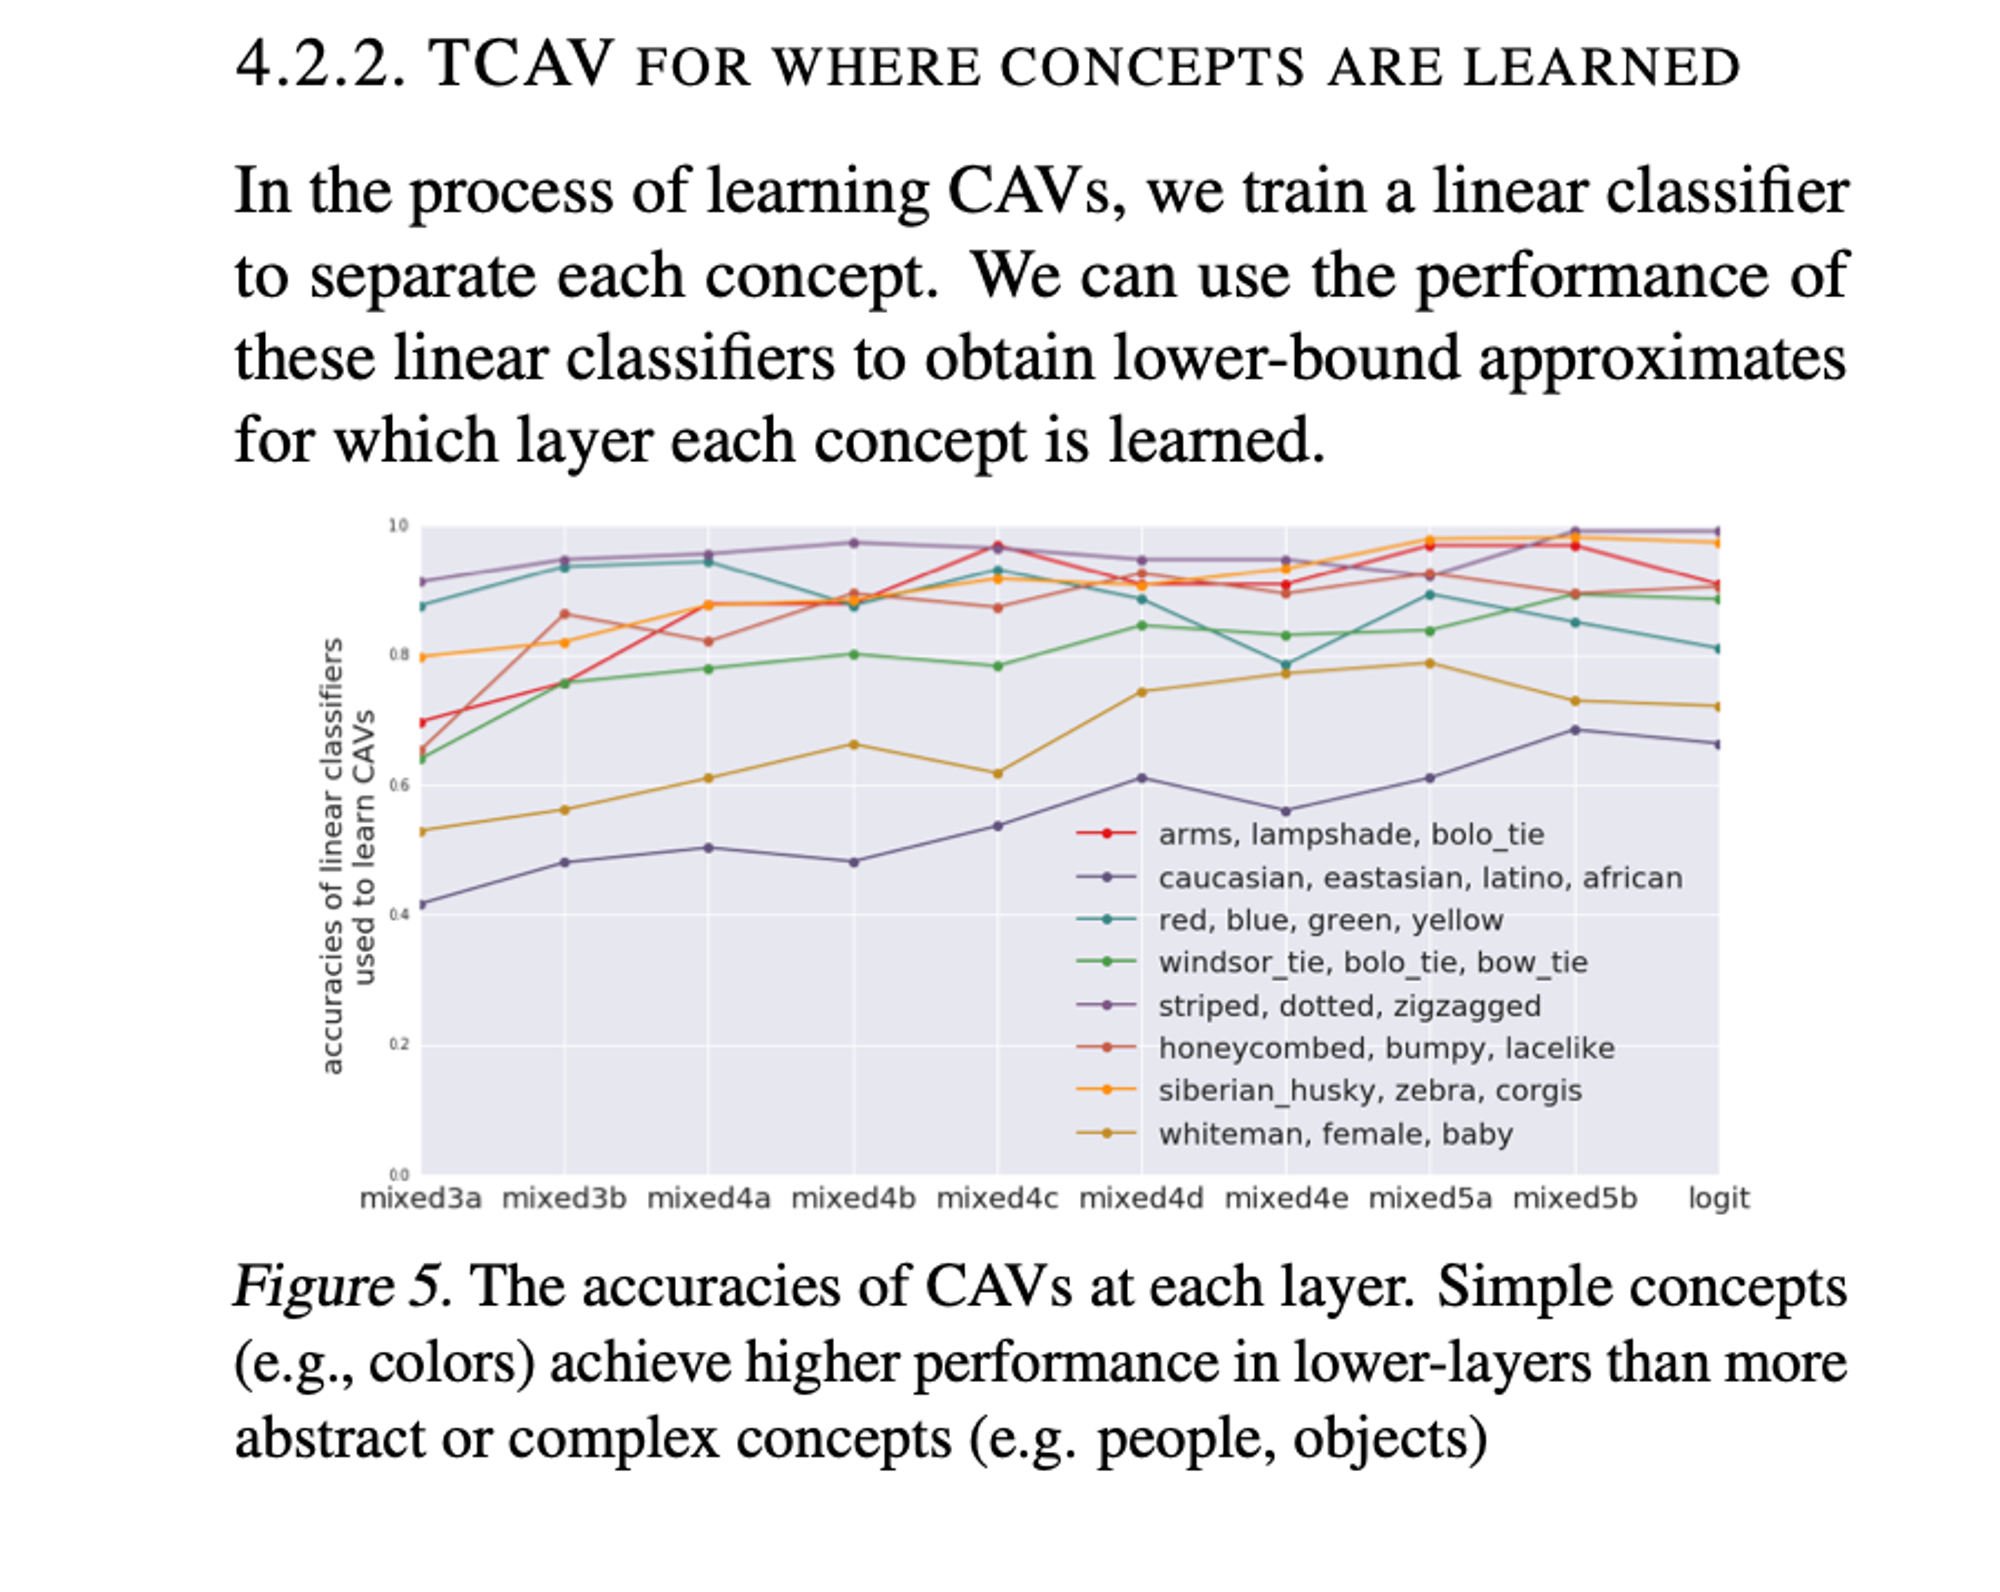 4.2.2. TCAV FOR WHERE CONCEPTS ARE LEARNED
In the process of learning CAVs, we train a linear classifier
to separate each concept. We can use the performance of
these linear classifiers to obtain lower-bound approximates
for which layer each concept is learned.
accuracies of linear classifiers
used to learn CAVs
10
0.8
0.6
0.4
0.2
0.0
arms, lampshade, bolo_tie
caucasian, eastasian, latino, african
red, blue, green, yellow
windsor_tie, bolo_tie, bow_tie
striped, dotted, zigzagged
honeycombed, bumpy, lacelike
siberian_husky, zebra, corgis
whiteman, female, baby
mixed3a mixed3b mixed4a mixed4b mixed4c mixed4d mixed4e mixed5a mixed5b logit
Figure 5. The accuracies of CAVs at each layer. Simple concepts
(e.g., colors) achieve higher performance in lower-layers than more
abstract or complex concepts (e.g. people, objects)